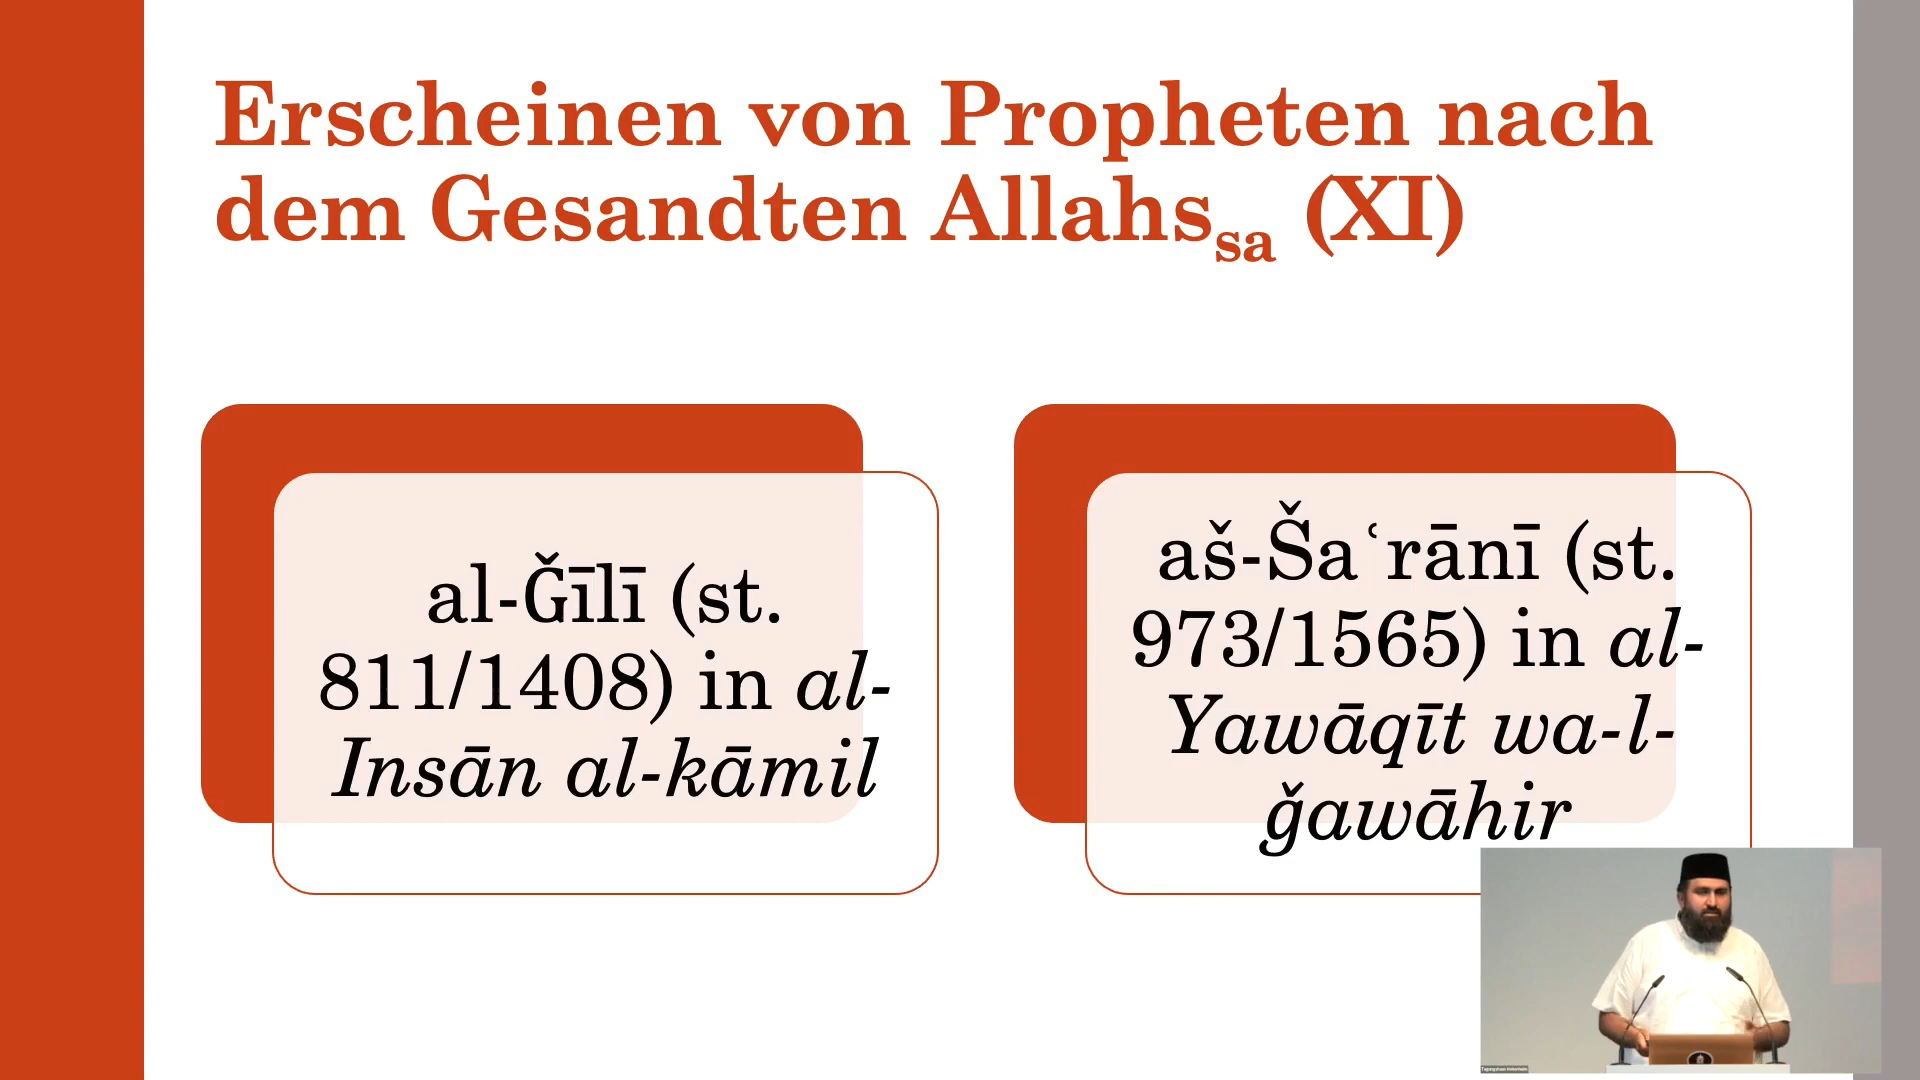 Erscheinen von Propheten nach
dem Gesandten Allahssa (XI)
al-Ǧīlī (st.
811/1408) in al-
Insān al-kāmil
aš-Šaʿrānī (st.
973/1565) in al-
Yawāqīt wa-l-
ǧawāhir